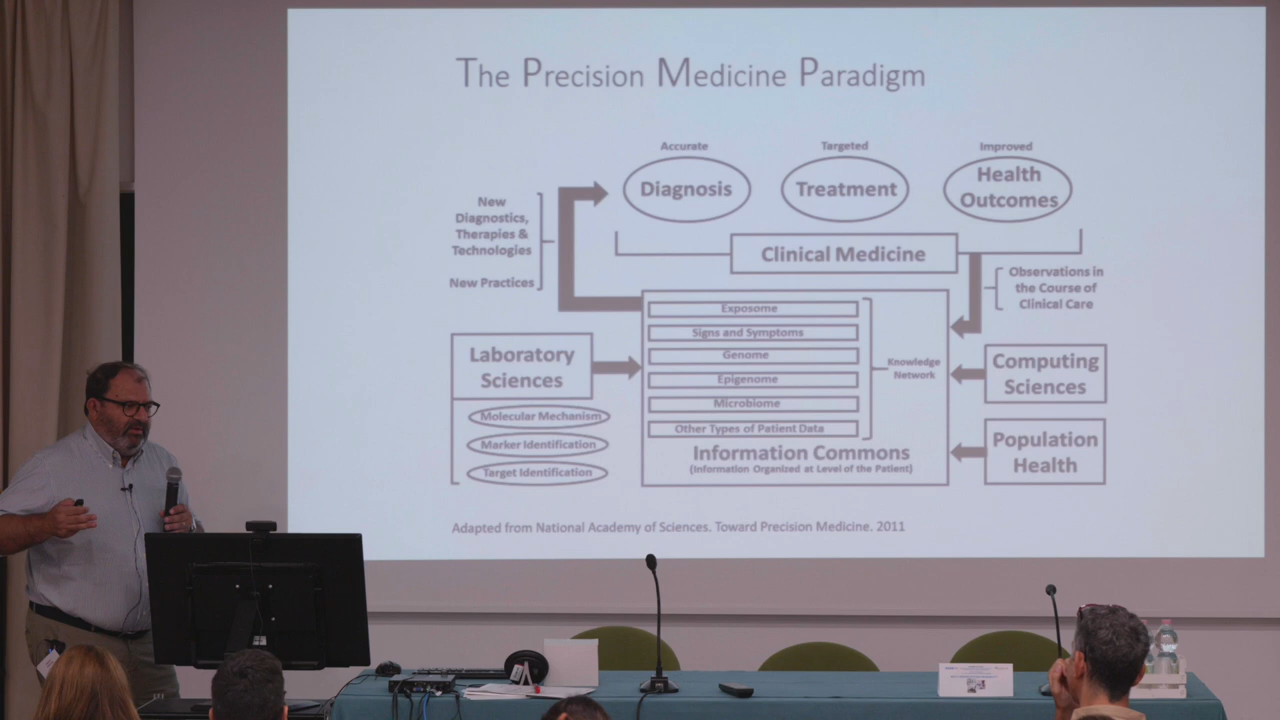 The Precision Medicine Paradigm
Accurate
Targeted
Improved
Diagnosis
Treatment
Health
Outcomes
New
Diagnostics,
Therapies &
Technologies
New Practices
Clinical Medicine
Observations in
the Course of
Clinical Care
Exposome
Signs and Symptoms
Genome
Epigenome
Microbiome
Other Types of Patient Data
Knowledge
Network
Information Commons
(Information Organized at Level of the Patient)
Laboratory
Sciences
Molecular Mechanism
Marker Identification
Target Identification
Computing
Sciences
Population
Health
Adapted from National Academy of Sciences. Toward Precision Medicine. 2011